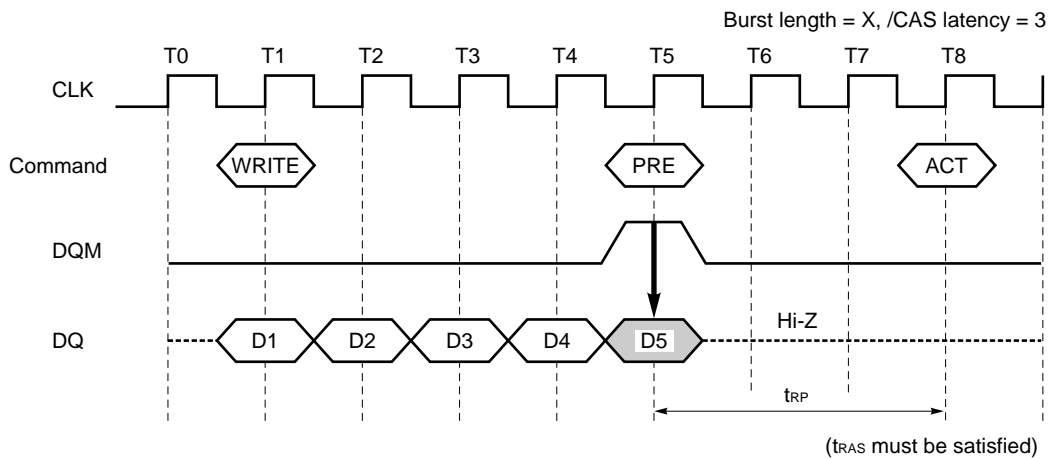 Burst length = X, /CAS latency = 3
T0 T1 T2 T3 T4 T5 T6 T7 T8
CLK
Command WRITE PRE ACT
DQM
Hi-Z
DQ D1 D2 D3 D4 D5
tRP
(tRAS must be satisfied)